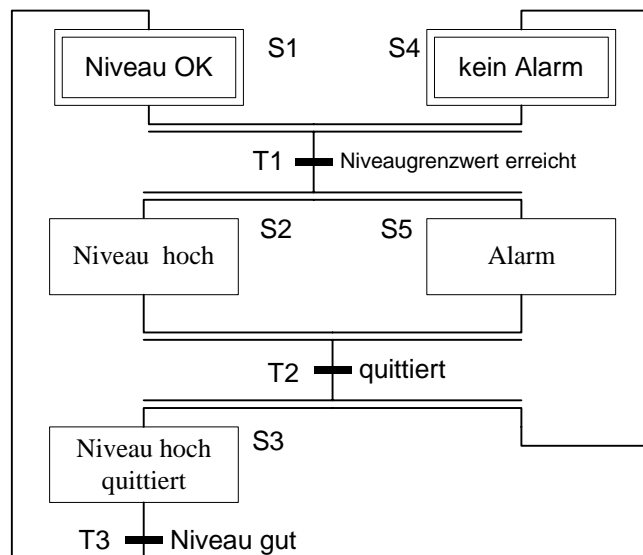 Niveau OK
S1
S4
kein Alarm
T1
Niveaugrenzwert erreicht
S2
S5
Niveau hoch
Alarm
T2
quittiert
Niveau hoch
quittiert
S3
T3
Niveau gut